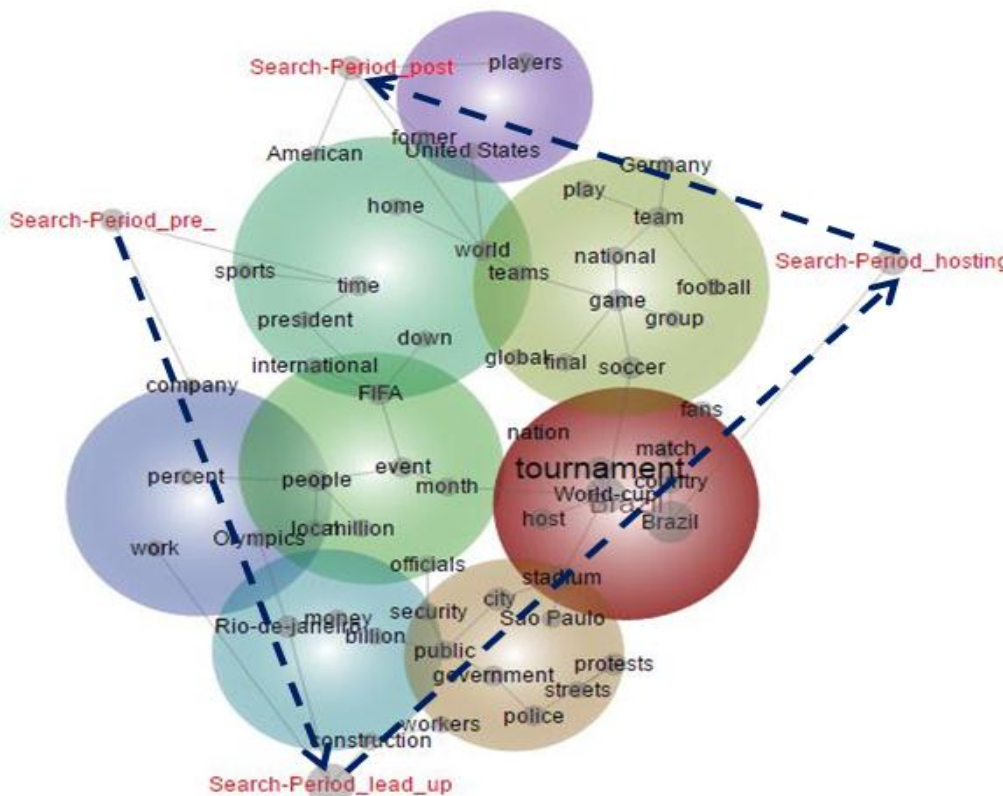 players
Search-Period_post
former
American
United States
Germany
play
home
team
Search-Period_pre_
world
national
Search-Period_hosting
sports
teams
time
football
game
president
group
down
global
final
international
soccer
company
FIFA
fans
nation
match
event
tournament
percent
people
country
month
World-cup
Brazil
host
Brazil
local
million
Olympics
work
officials
stadium
city
security
money
Sao Paulo
Rio-de-janeiro
billion
public
protests
government
streets
police
workers
construction
Search-Period_lead_up